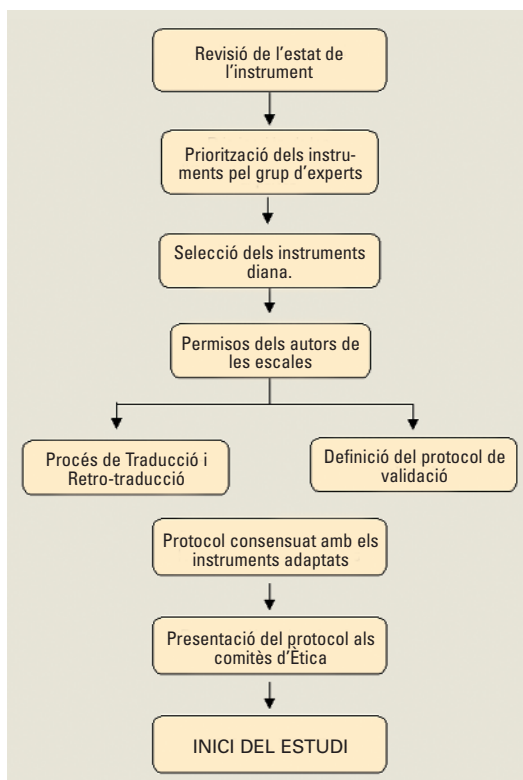 Revisió de l'estat de
l'instrument
Priorització dels instru-
ments pel grup d'experts
Selecció dels instruments
diana.
Permisos dels autors de
les escales
Procés de Traducció i
Retro-traducció
Definició del protocol de
validació
Protocol consensuat amb els
instruments adaptats
Presentació del protocol als
comitès d'Ètica
INICI DEL ESTUDI